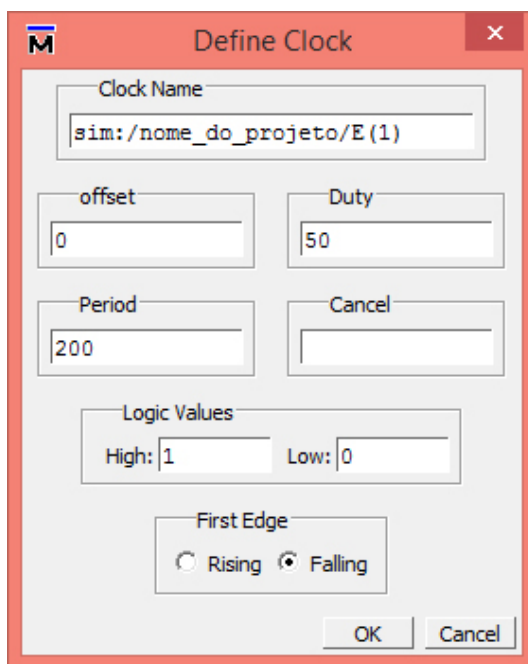 M
Define Clock
×
Clock Name
sim:/nome_do_projeto/E(1)
offset
0
Duty
50
Period
200
Cancel
Logic Values
High: 1 Low: 0
First Edge
Rising Falling
OK Cancel